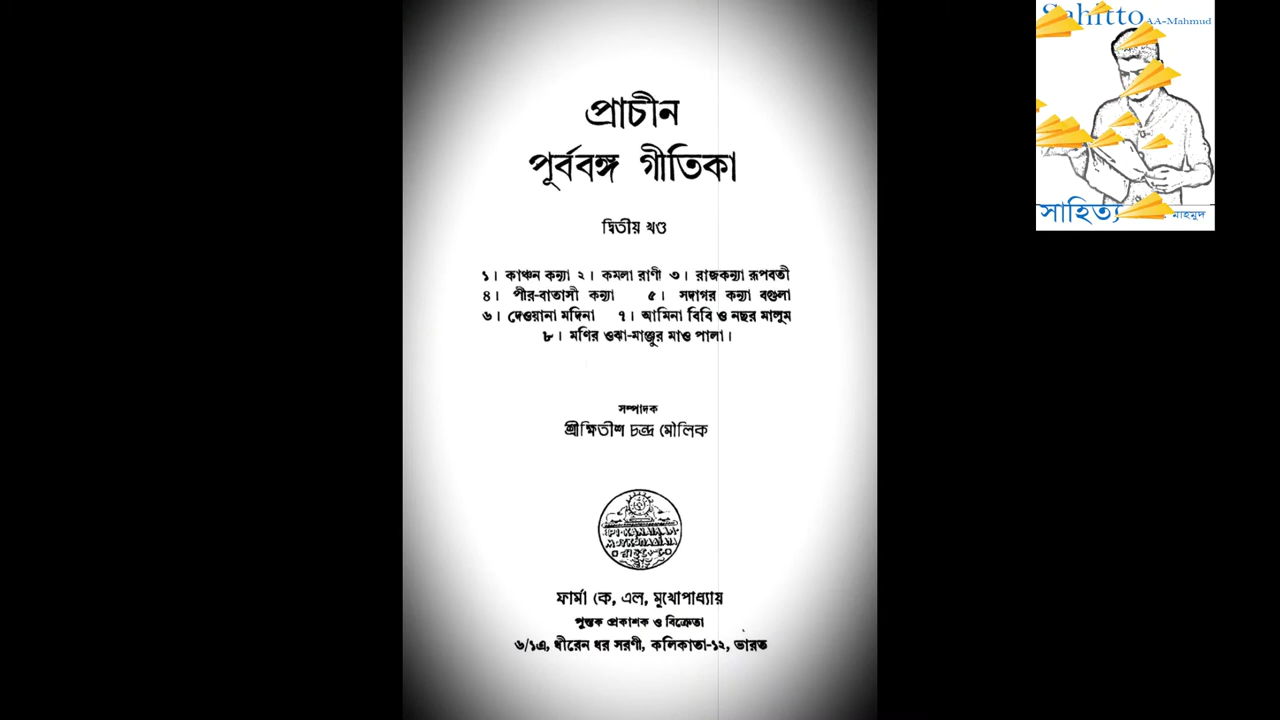 প্রাচীন
পূর্ববঙ্গ গীতিকা
দ্বিতীয় খণ্ড
১। কাঞ্চন কন্যা ২। কমলা রাণী ৩। রাজকন্যা রূপবতী
৪। পীর-বাতাসী কন্যা ৫। সদাগর কন্যা বগুলা
৬। দেওয়ানা মদিনা ৭। আমিনা বিবি ও নছর মালুম
৮। মণির ওঝা-মাঞ্জুর মাও পালা।
সম্পাদক
শ্রীক্ষিতীশ চন্দ্র মৌলিক
ফার্মা কে, এল, মুখোপাধ্যায়
পুস্তক প্রকাশক ও বিক্রেতা
৬/১এ, ধীরেন ধর সরণী, কলিকাতা-১২, ভারত
Sahitto AA-Mahmud
সাহিত্য মাহমুদ